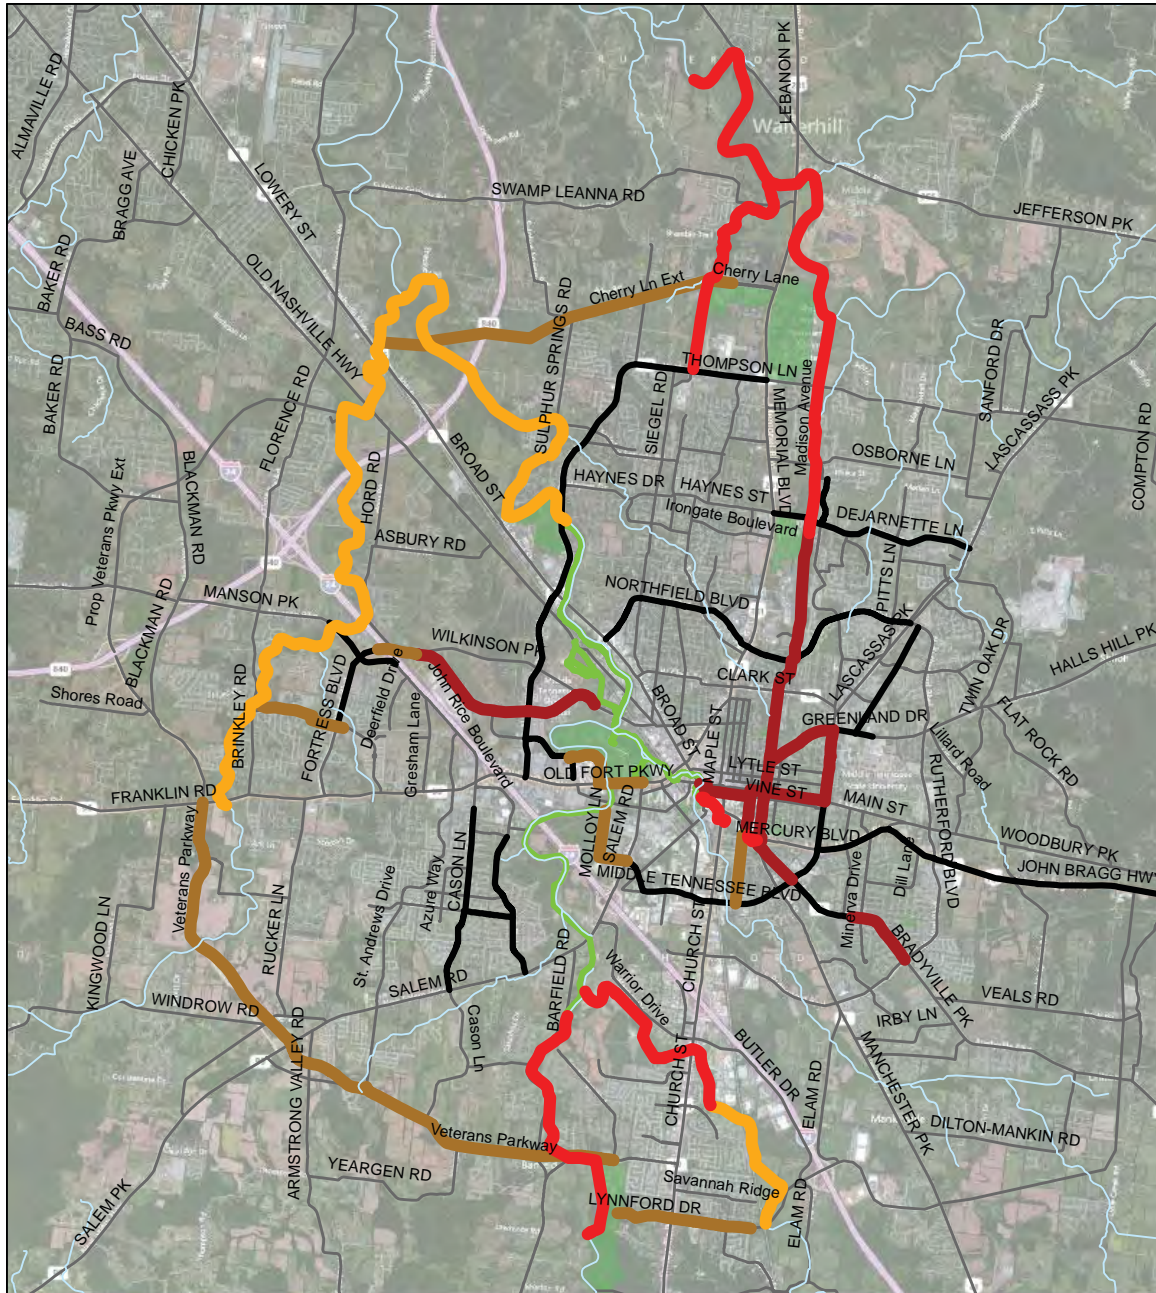 LEBANON PK
ALMAVILLE RD
CHICKEN PK
Walterhill
BRAGG AVE
LOWERY ST
SWAMP LEANNA RD
JEFFERSON PK
BAKER RD
OLD NASHVILLE HWY
SULPHUR SPRINGS RD
Cherry Ln Ext
Cherry Lane
BASS RD
840
BAKER RD
FLORENCE RD
THOMPSON LN
SIEGEL RD
MEMORIAL BLVD
Madison Avenue
SANFORD DR
LASCASSASS PK
COMPTON RD
BROAD ST
HORD RD
BLACKMAN RD
Prop Veterans Pkwy Ext
24
OSBORNE LN
HAYNES DR
HAYNES ST
Irongate Boulevard
DEJARNETTE LN
ASBURY RD
840
24
MANSON PK
NORTHFIELD BLVD
PITTS LN
LASCASSAS PK
TWIN OAK DR
HALLS HILL PK
BLACKMAN RD
WILKINSON PK
840
Shores Road
BRINKLEY RD
FORTRESS BLVD
Deerfield Drive
Gresham Lane
John Rice Boulevard
CLARK ST
BROAD ST
MAPLE ST
GREENLAND DR
FLAT ROCK RD
Lillard Road
RUTHERFORD BLVD
OLD FORT PKWY
LYTLE ST
VINE ST
MAIN ST
FRANKLIN RD
Veterans Parkway
MOLLOY LN
SALEM RD
MERCURY BLVD
WOODBURY PK
JOHN BRAGG HWY
MIDDLE TENNESSEE BLVD
Minerva Drive
Dill Lane
CASON LN
Azure Way
St. Andrews Drive
RUCKER LN
KINGWOOD LN
CHURCH ST
BRADYVILLE PK
BARFIELD RD
Warrior Drive
SALEM RD
VEALS RD
WINDROW RD
IRBY LN
ARMSTRONG VALLEY RD
Cason Ln
CHURCH ST
BUTLER DR
ELAM RD
MANCHESTER PK
DILTON-MANKIN RD
Veterans Parkway
YEARGEN RD
Savannah Ridge
LYNNFORD DR
ELAM RD
SALEM PK